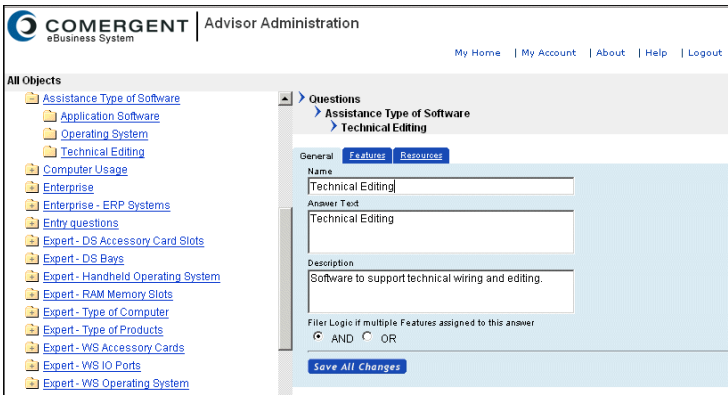 COMERGENT
eBusiness System
Advisor Administration
My Home | My Account | About | Help | Logout
All Objects
Assistance Type of Software
Application Software
Operating System
Technical Editing
Computer Usage
Enterprise
Enterprise - ERP Systems
Entry questions
Expert - DS Accessory Card Slots
Expert - DS Bays
Expert - Handheld Operating System
Expert - RAM Memory Slots
Expert - Type of Computer
Expert - Type of Products
Expert - WS Accessory Cards
Expert - WS IO Ports
Expert - WS Operating System
Questions
Assistance Type of Software
Technical Editing
General Features Resources
Name
Technical Editing
Answer Text
Technical Editing
Description
Software to support technical wiring and editing.
Filer Logic if multiple Features assigned to this answer
AND OR
Save All Changes